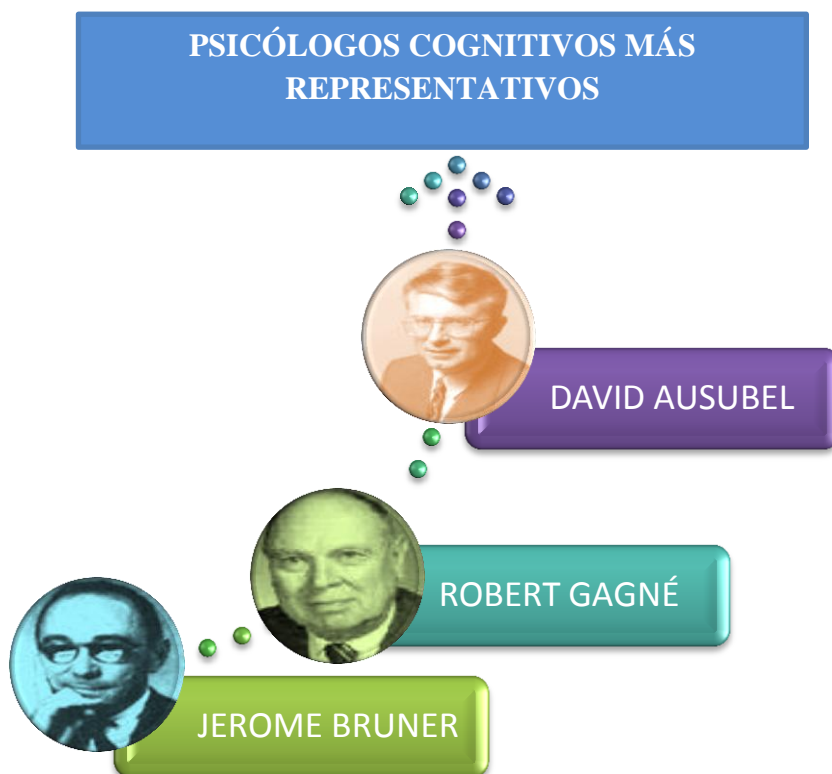 PSICÓLOGOS COGNITIVOS MÁS
REPRESENTATIVOS
DAVID AUSUBEL
ROBERT GAGNÉ
JEROME BRUNER